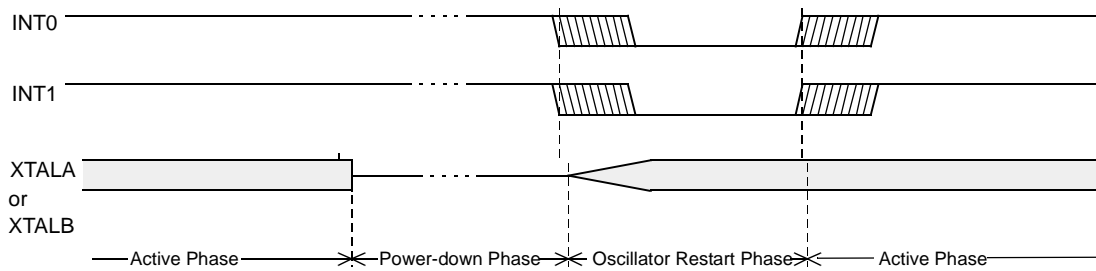 INT0
INT1
XTALA
or
XTALB
Active Phase
Power-down Phase
Oscillator Restart Phase
Active Phase